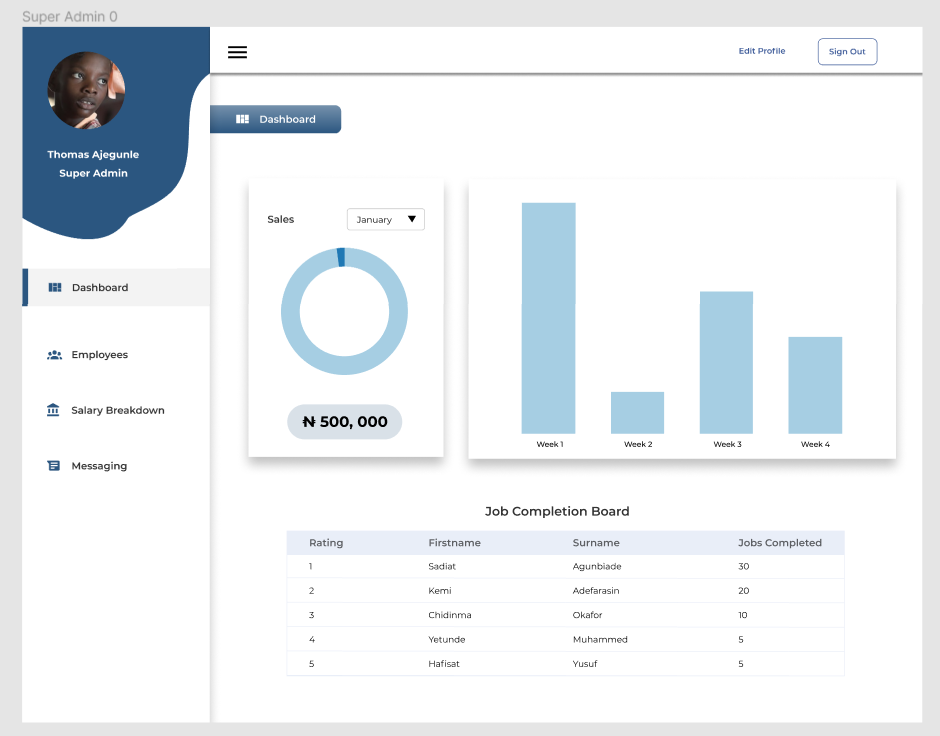 Super Admin 0
Edit Profile
Sign Out
Thomas Ajegunle
Super Admin
Dashboard
Dashboard
Employees
Salary Breakdown
Messaging
Sales
January
₦ 500, 000
Week 1 Week 2 Week 3 Week 4
Job Completion Board
Rating Firstname Surname Jobs Completed
1 Sadiat Agunbiade 30
2 Kemi Adefarasin 20
3 Chidinma Okafor 10
4 Yetunde Muhammed 5
5 Hafisat Yusuf 5